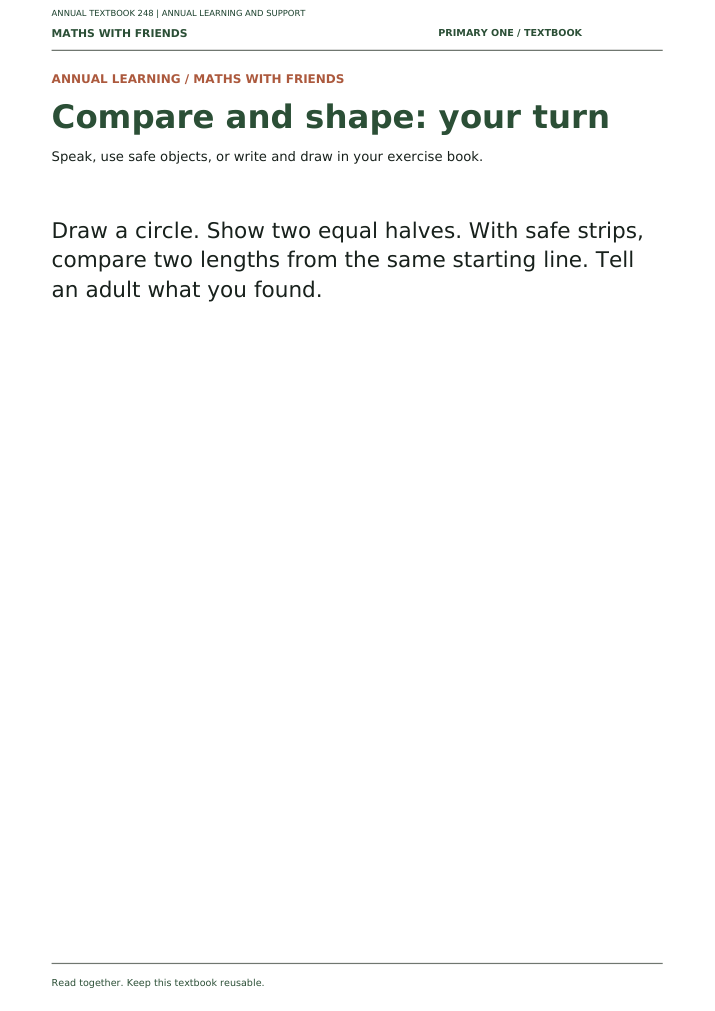 ANNUAL TEXTBOOK 248 | ANNUAL LEARNING AND SUPPORT
MATHS WITH FRIENDS
PRIMARY ONE / TEXTBOOK
ANNUAL LEARNING / MATHS WITH FRIENDS
Compare and shape: your turn
Speak, use safe objects, or write and draw in your exercise book.
Draw a circle. Show two equal halves. With safe strips,
compare two lengths from the same starting line. Tell
an adult what you found.
Read together. Keep this textbook reusable.